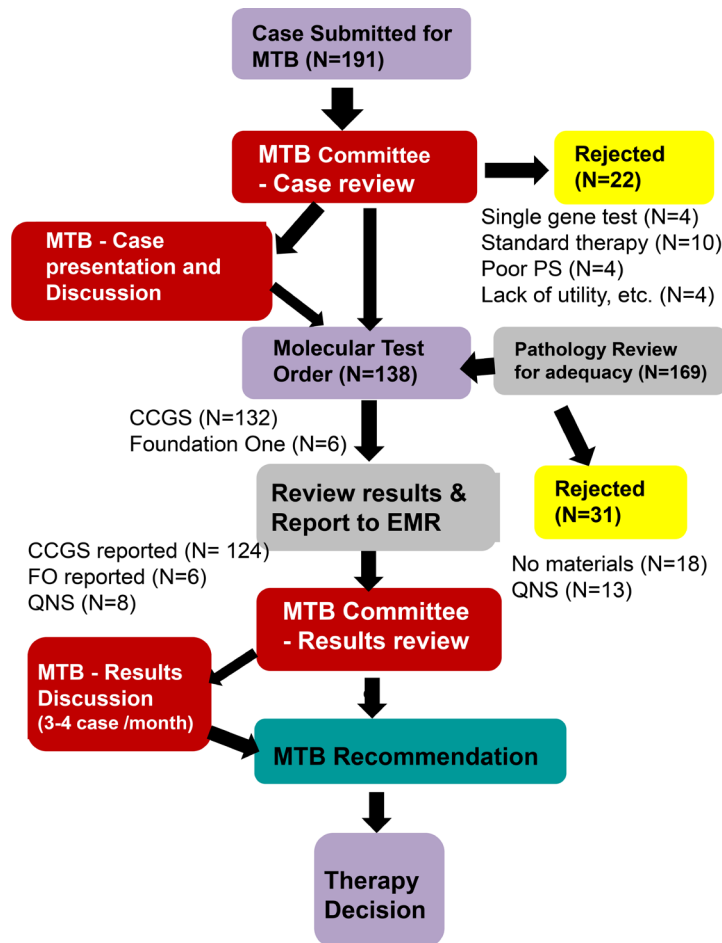 Case Submitted for
MTB (N=191)
MTB Committee
- Case review
Rejected
(N=22)
Single gene test (N=4)
Standard therapy (N=10)
Poor PS (N=4)
Lack of utility, etc. (N=4)
MTB - Case
presentation and
Discussion
Molecular Test
Order (N=138)
Pathology Review
for adequacy (N=169)
CCGS (N=132)
Foundation One (N=6)
Review results &
Report to EMR
Rejected
(N=31)
No materials (N=18)
QNS (N=13)
CCGS reported (N= 124)
FO reported (N=6)
QNS (N=8)
MTB Committee
- Results review
MTB - Results
Discussion
(3-4 case /month)
MTB Recommendation
Therapy
Decision